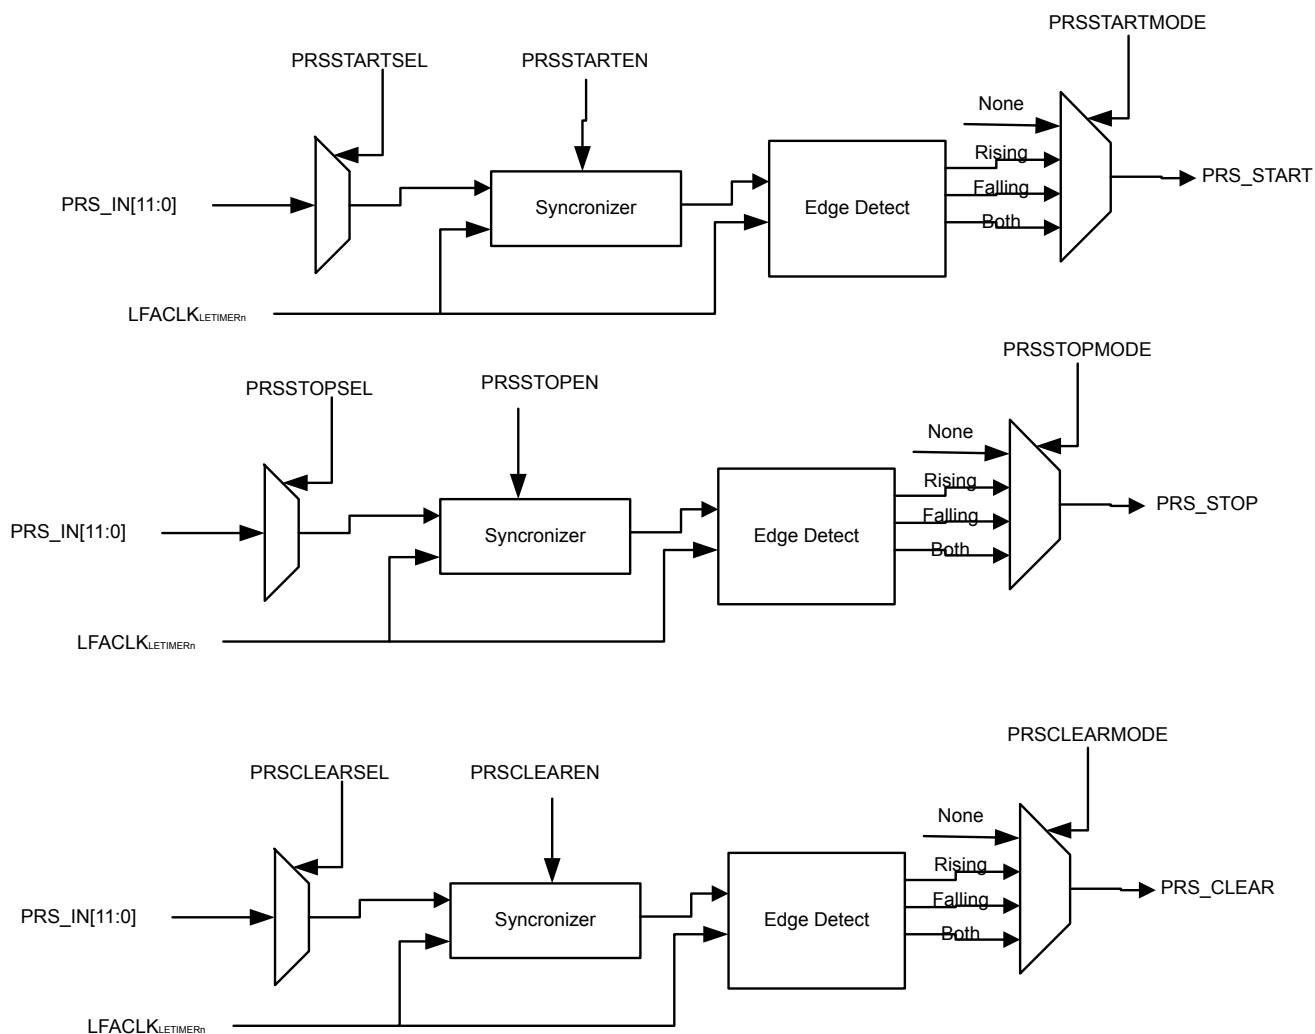 PRSSTARTMODE
PRSSTARTSEL
PRSSTARTEN
None
Rising
PRS_IN[11:0]
Syncronizer
Edge Detect
Falling
PRS_START
Both
LFACLKLETIMERn
PRSSTOPMODE
PRSSTOPSEL
PRSSTOPEN
None
Rising
PRS_IN[11:0]
Syncronizer
Edge Detect
Falling
PRS_STOP
Both
LFACLKLETIMERn
PRSCLEARMODE
PRSCLEARSEL
PRSCLEAREN
None
Rising
PRS_IN[11:0]
Syncronizer
Edge Detect
Falling
PRS_CLEAR
Both
LFACLKLETIMERn